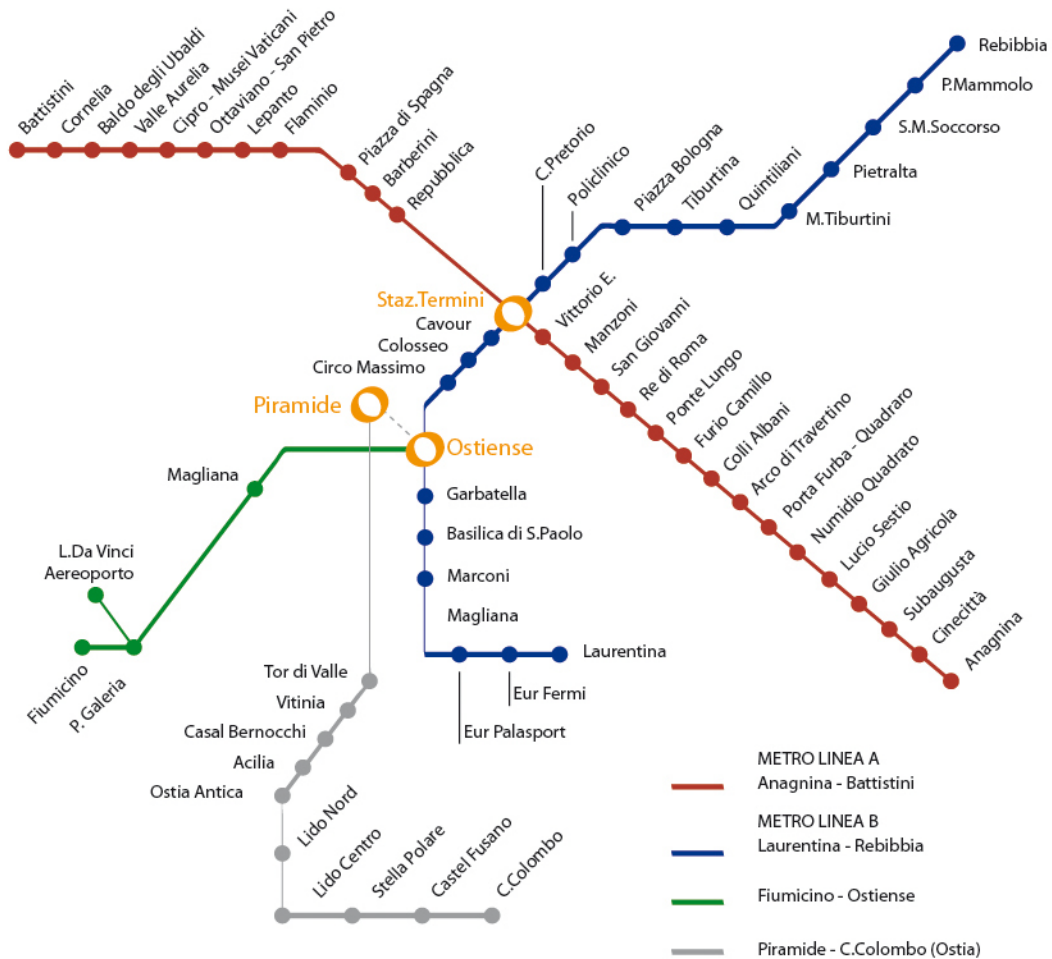 Battistini
Cornelia
Baldo degli Ubaldi
Valle Aurelia
Cipro - Musei Vaticani
Ottaviano - San Pietro
Lepanto
Flaminio
Piazza di Spagna
Barberini
Repubblica
C.Pretorio
Policlinico
Piazza Bologna
Tiburtina
Quintiliani
Rebibbia
P.Mammolo
S.M.Soccorso
Pietralta
M.Tiburtini
Staz.Termini
Cavour
Colosseo
Circo Massimo
Piramide
Ostiense
Vittorio E.
Manzoni
San Giovanni
Re di Roma
Ponte Lungo
Furio Camillo
Colli Albani
Arco di Travertino
Porta Furba - Quadraro
Numidio Quadrato
Lucio Sestio
Giulio Agricola
Subaugusta
Cinecittà
Anagnina
Magliana
L.Da Vinci
Aereoporto
Fiumicino
P. Galeria
Garbatella
Basilica di S.Paolo
Marconi
Magliana
Laurentina
Eur Fermi
Eur Palasport
Tor di Valle
Vitinia
Casal Bernocchi
Acilia
Ostia Antica
Lido Nord
Lido Centro
Stella Polare
Castel Fusano
C.Colombo
METRO LINEA A
Anagnina - Battistini
METRO LINEA B
Laurentina - Rebibbia
Fiumicino - Ostiense
Piramide - C.Colombo (Ostia)